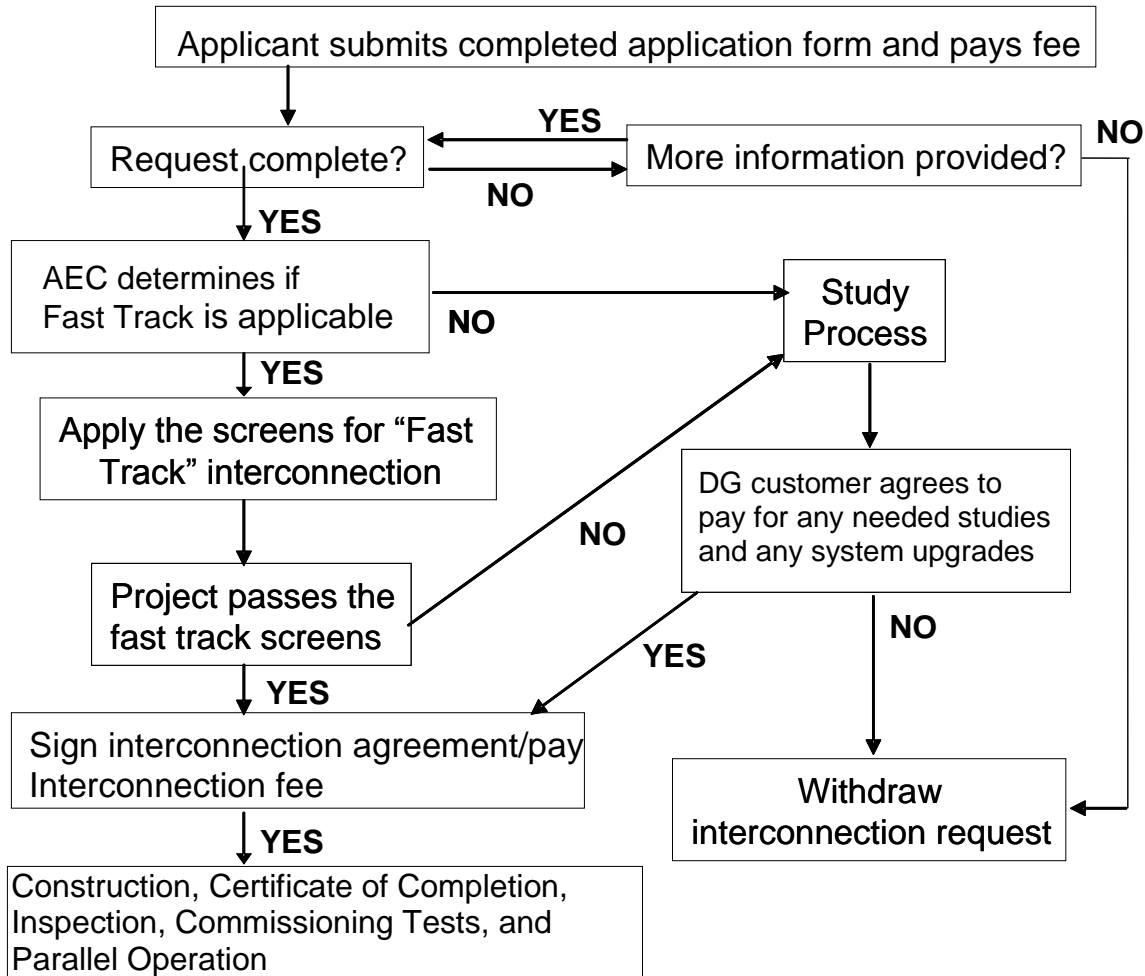 Applicant submits completed application form and pays fee
YES
NO
Request complete?
More information provided?
NO
YES
AEC determines if
Fast Track is applicable
NO
Study
Process
YES
Apply the screens for “Fast
Track” interconnection
DG customer agrees to
pay for any needed studies
and any system upgrades
NO
Project passes the
fast track screens
NO
YES
YES
Sign interconnection agreement/pay
Interconnection fee
Withdraw
interconnection request
YES
Construction, Certificate of Completion,
Inspection, Commissioning Tests, and
Parallel Operation